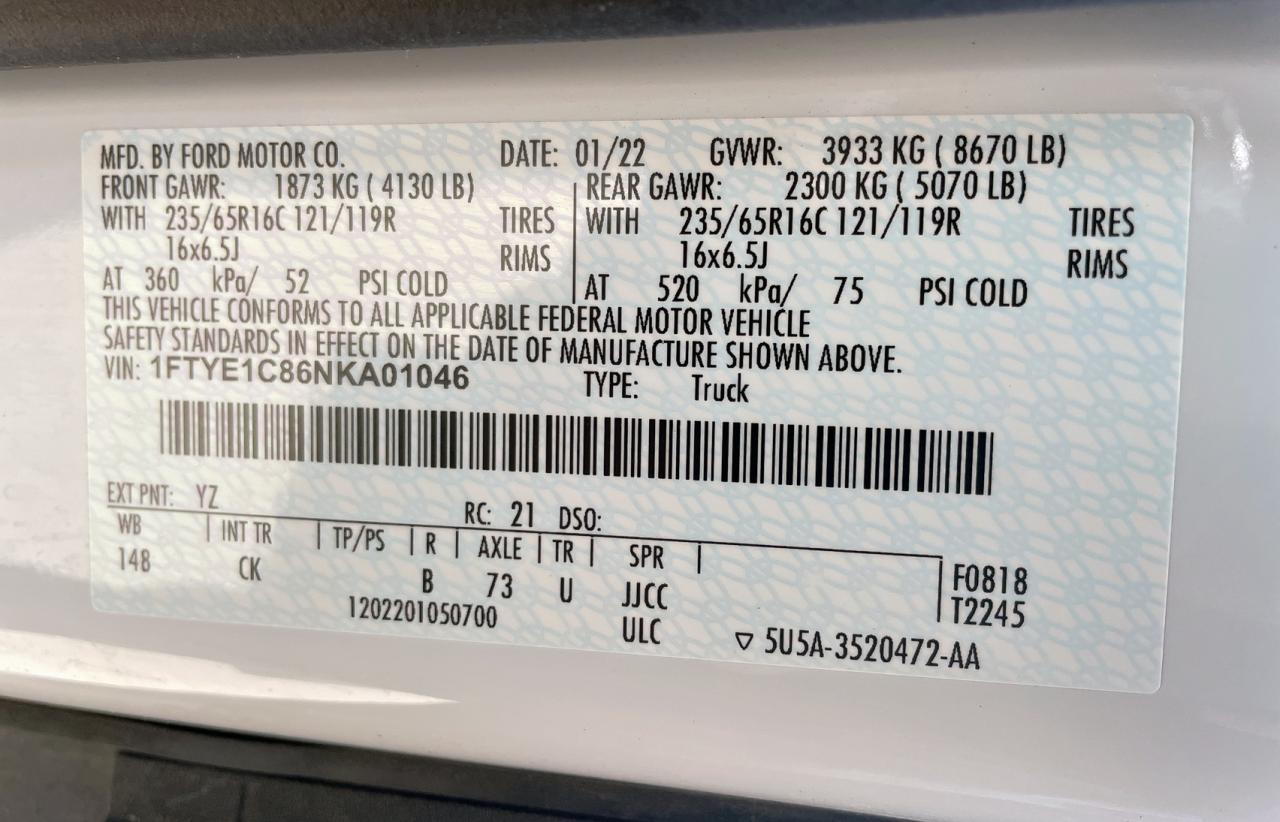 MFD. BY FORD MOTOR CO. DATE: 01/22 GVWR: 3933 KG ( 8670 LB)
FRONT GAWR: 1873 KG ( 4130 LB) REAR GAWR: 2300 KG ( 5070 LB)
WITH 235/65R16C 121/119R TIRES WITH 235/65R16C 121/119R TIRES
16x6.5J RIMS 16x6.5J RIMS
AT 360 kPa/ 52 PSI COLD AT 520 kPa/ 75 PSI COLD
THIS VEHICLE CONFORMS TO ALL APPLICABLE FEDERAL MOTOR VEHICLE
SAFETY STANDARDS IN EFFECT ON THE DATE OF MANUFACTURE SHOWN ABOVE.
VIN: 1FTYE1C86NKA01046 TYPE: Truck
EXT PNT: YZ RC: 21 DSO:
WB INT TR TP/PS R AXLE TR SPR
148 CK B 73 U JJCC F0818
1202201050700 ULC T2245
▽ 5U5A-3520472-AA